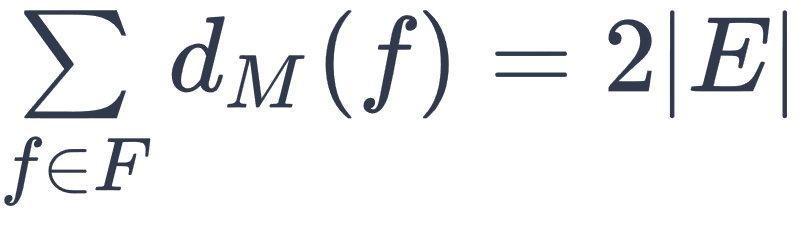 ∑_{f∈F} d_M(f) = 2|E|